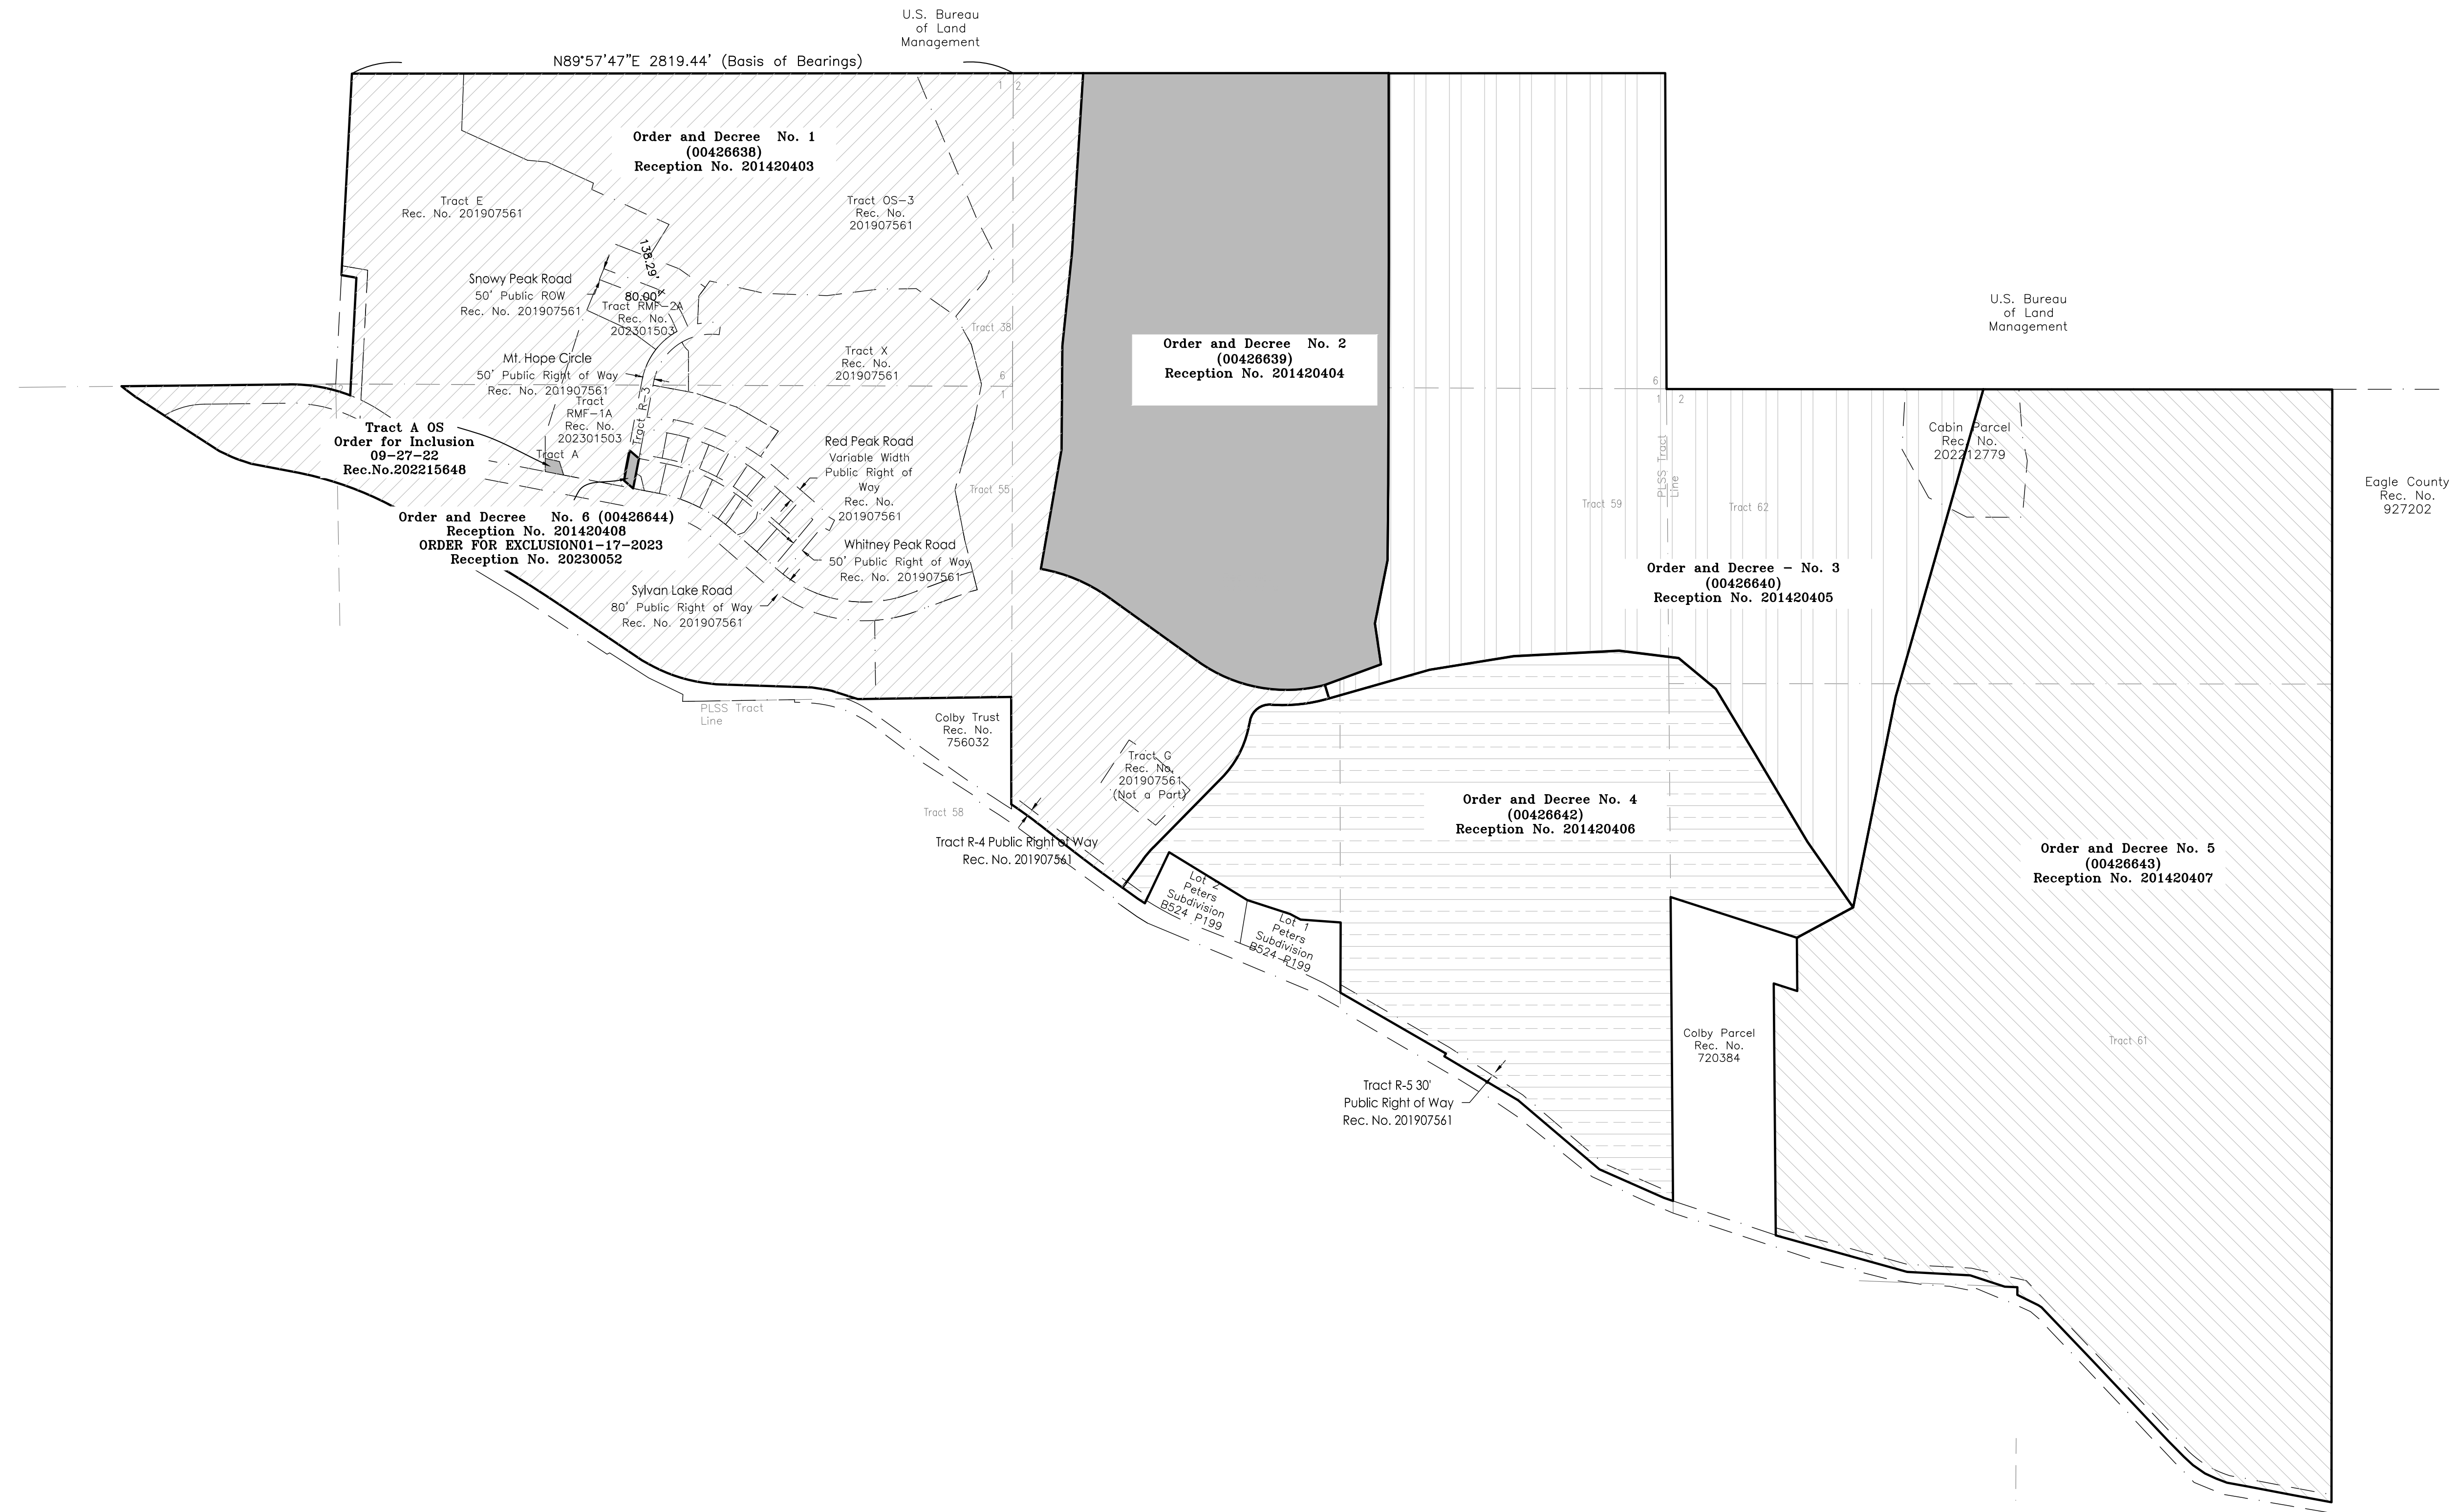 U.S. Bureau
of Land
Management
N89°57'47"E 2819.44' (Basis of Bearings)
1 2
Order and Decree No. 1
(00426638)
Reception No. 201420403
Tract E
Rec. No. 201907561
Tract OS-3
Rec. No.
201907561
138.29'
80.00'
Snowy Peak Road
50' Public ROW
Rec. No. 201907561
Tract RMF-2A
Rec. No.
202301503
Tract 38
Mt. Hope Circle
50' Public Right of Way
Rec. No. 201907561
Tract X
Rec. No.
201907561
6
1
2
Tract R-3
Tract
RMF-1A
Rec. No.
202301503
Tract A
Tract A OS
Order for Inclusion
09-27-22
Rec.No.202215648
Red Peak Road
Variable Width
Public Right of
Way
Rec. No.
201907561
Tract 55
Order and Decree No. 6 (00426644)
Reception No. 201420408
ORDER FOR EXCLUSION01-17-2023
Reception No. 20230052
Whitney Peak Road
50' Public Right of Way
Rec. No. 201907561
Sylvan Lake Road
80' Public Right of Way
Rec. No. 201907561
Order and Decree No. 2
(00426639)
Reception No. 201420404
U.S. Bureau
of Land
Management
6
1 2
Cabin Parcel
Rec. No.
202212779
Eagle County
Rec. No.
927202
PLSS Tract
Line
Tract 59
Tract 62
Order and Decree - No. 3
(00426640)
Reception No. 201420405
PLSS Tract
Line
Colby Trust
Rec. No.
756032
Tract G
Rec. No.
201907561
(Not a Part)
Tract 58
Tract R-4 Public Right of Way
Rec. No. 201907561
Order and Decree No. 4
(00426642)
Reception No. 201420406
Lot 2
Peters
Subdivision
B524 P199
Lot 1
Peters
Subdivision
B524 P199
Order and Decree No. 5
(00426643)
Reception No. 201420407
Colby Parcel
Rec. No.
720384
Tract 61
Tract R-5 30'
Public Right of Way
Rec. No. 201907561